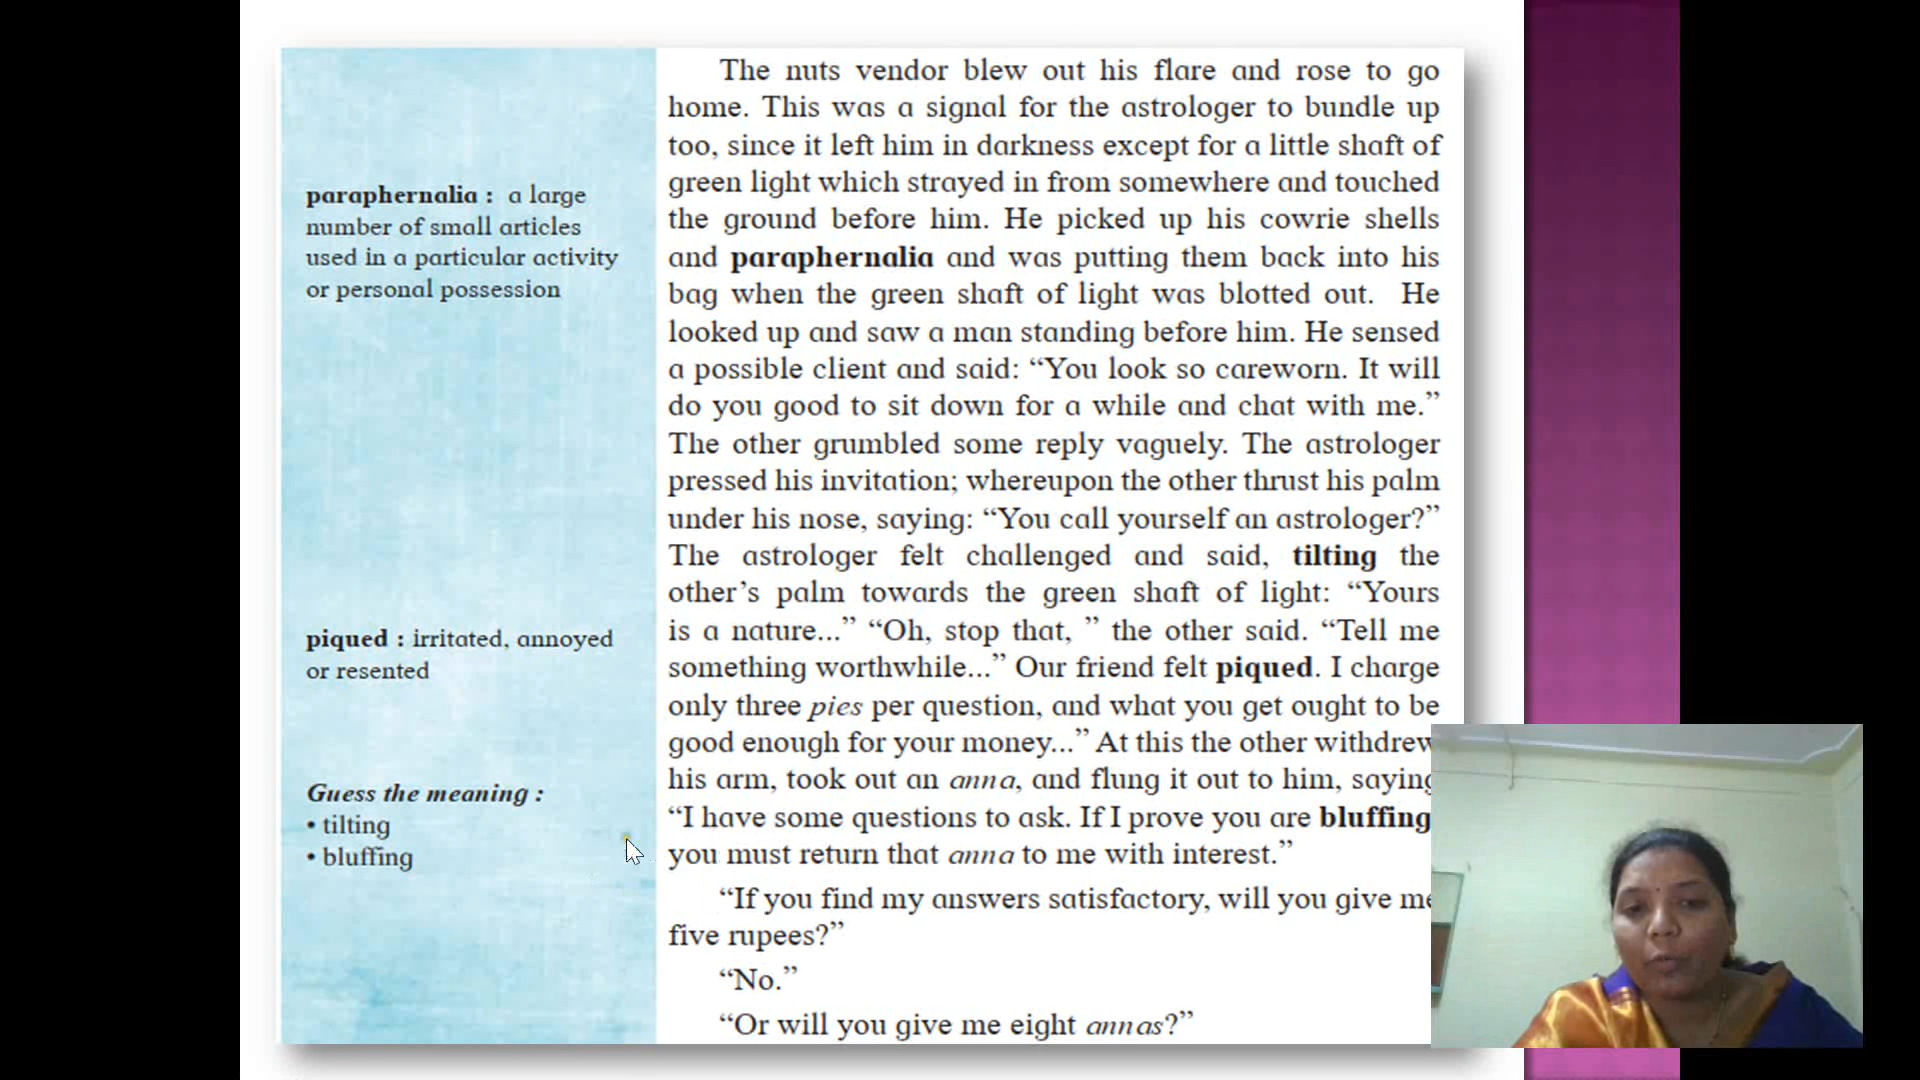 paraphernalia : a large
number of small articles
used in a particular activity
or personal possession
piqued : irritated, annoyed
or resented
Guess the meaning :
• tilting
• bluffing
The nuts vendor blew out his flare and rose to go
home. This was a signal for the astrologer to bundle up
too, since it left him in darkness except for a little shaft of
green light which strayed in from somewhere and touched
the ground before him. He picked up his cowrie shells
and paraphernalia and was putting them back into his
bag when the green shaft of light was blotted out. He
looked up and saw a man standing before him. He sensed
a possible client and said: “You look so careworn. It will
do you good to sit down for a while and chat with me.”
The other grumbled some reply vaguely. The astrologer
pressed his invitation; whereupon the other thrust his palm
under his nose, saying: “You call yourself an astrologer?”
The astrologer felt challenged and said, tilting the
other’s palm towards the green shaft of light: “Yours
is a nature...” “Oh, stop that, ” the other said. “Tell me
something worthwhile...” Our friend felt piqued. I charge
only three pies per question, and what you get ought to be
good enough for your money...” At this the other withdrew
his arm, took out an anna, and flung it out to him, saying
“I have some questions to ask. If I prove you are bluffing
you must return that anna to me with interest.”
“If you find my answers satisfactory, will you give me
five rupees?”
“No.”
“Or will you give me eight annas?”